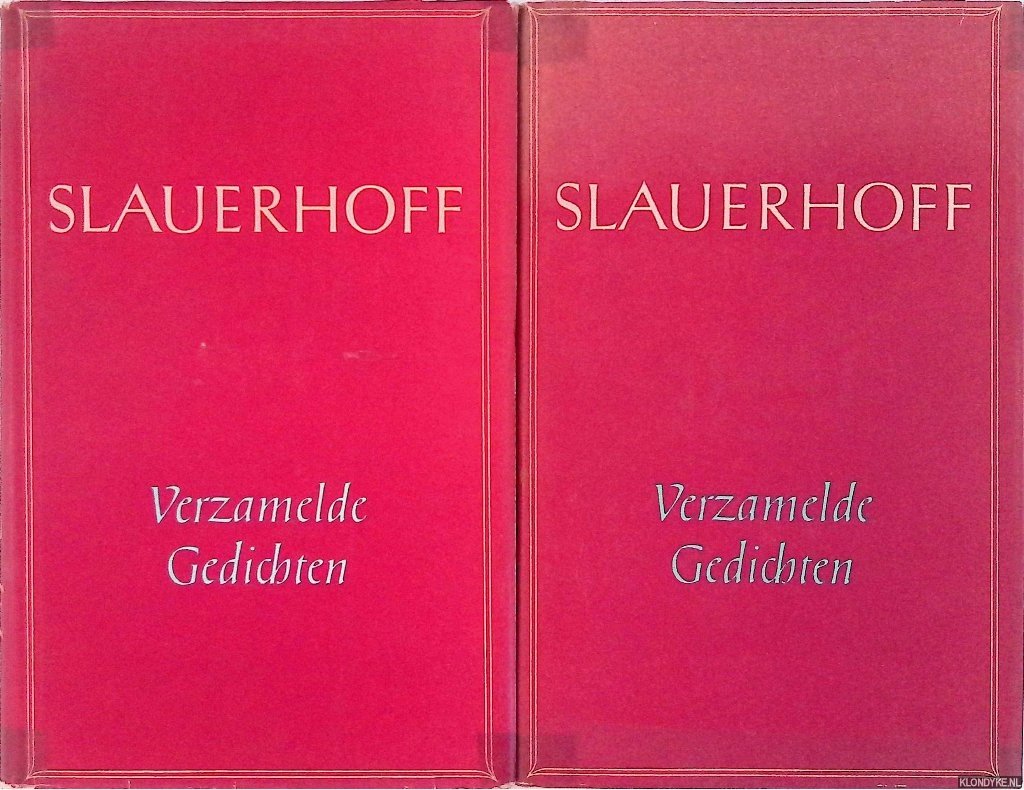 SLAUERHOFF
Verzamelde
Gedichten
SLAUERHOFF
Verzamelde
Gedichten
KLONDYKE.NL